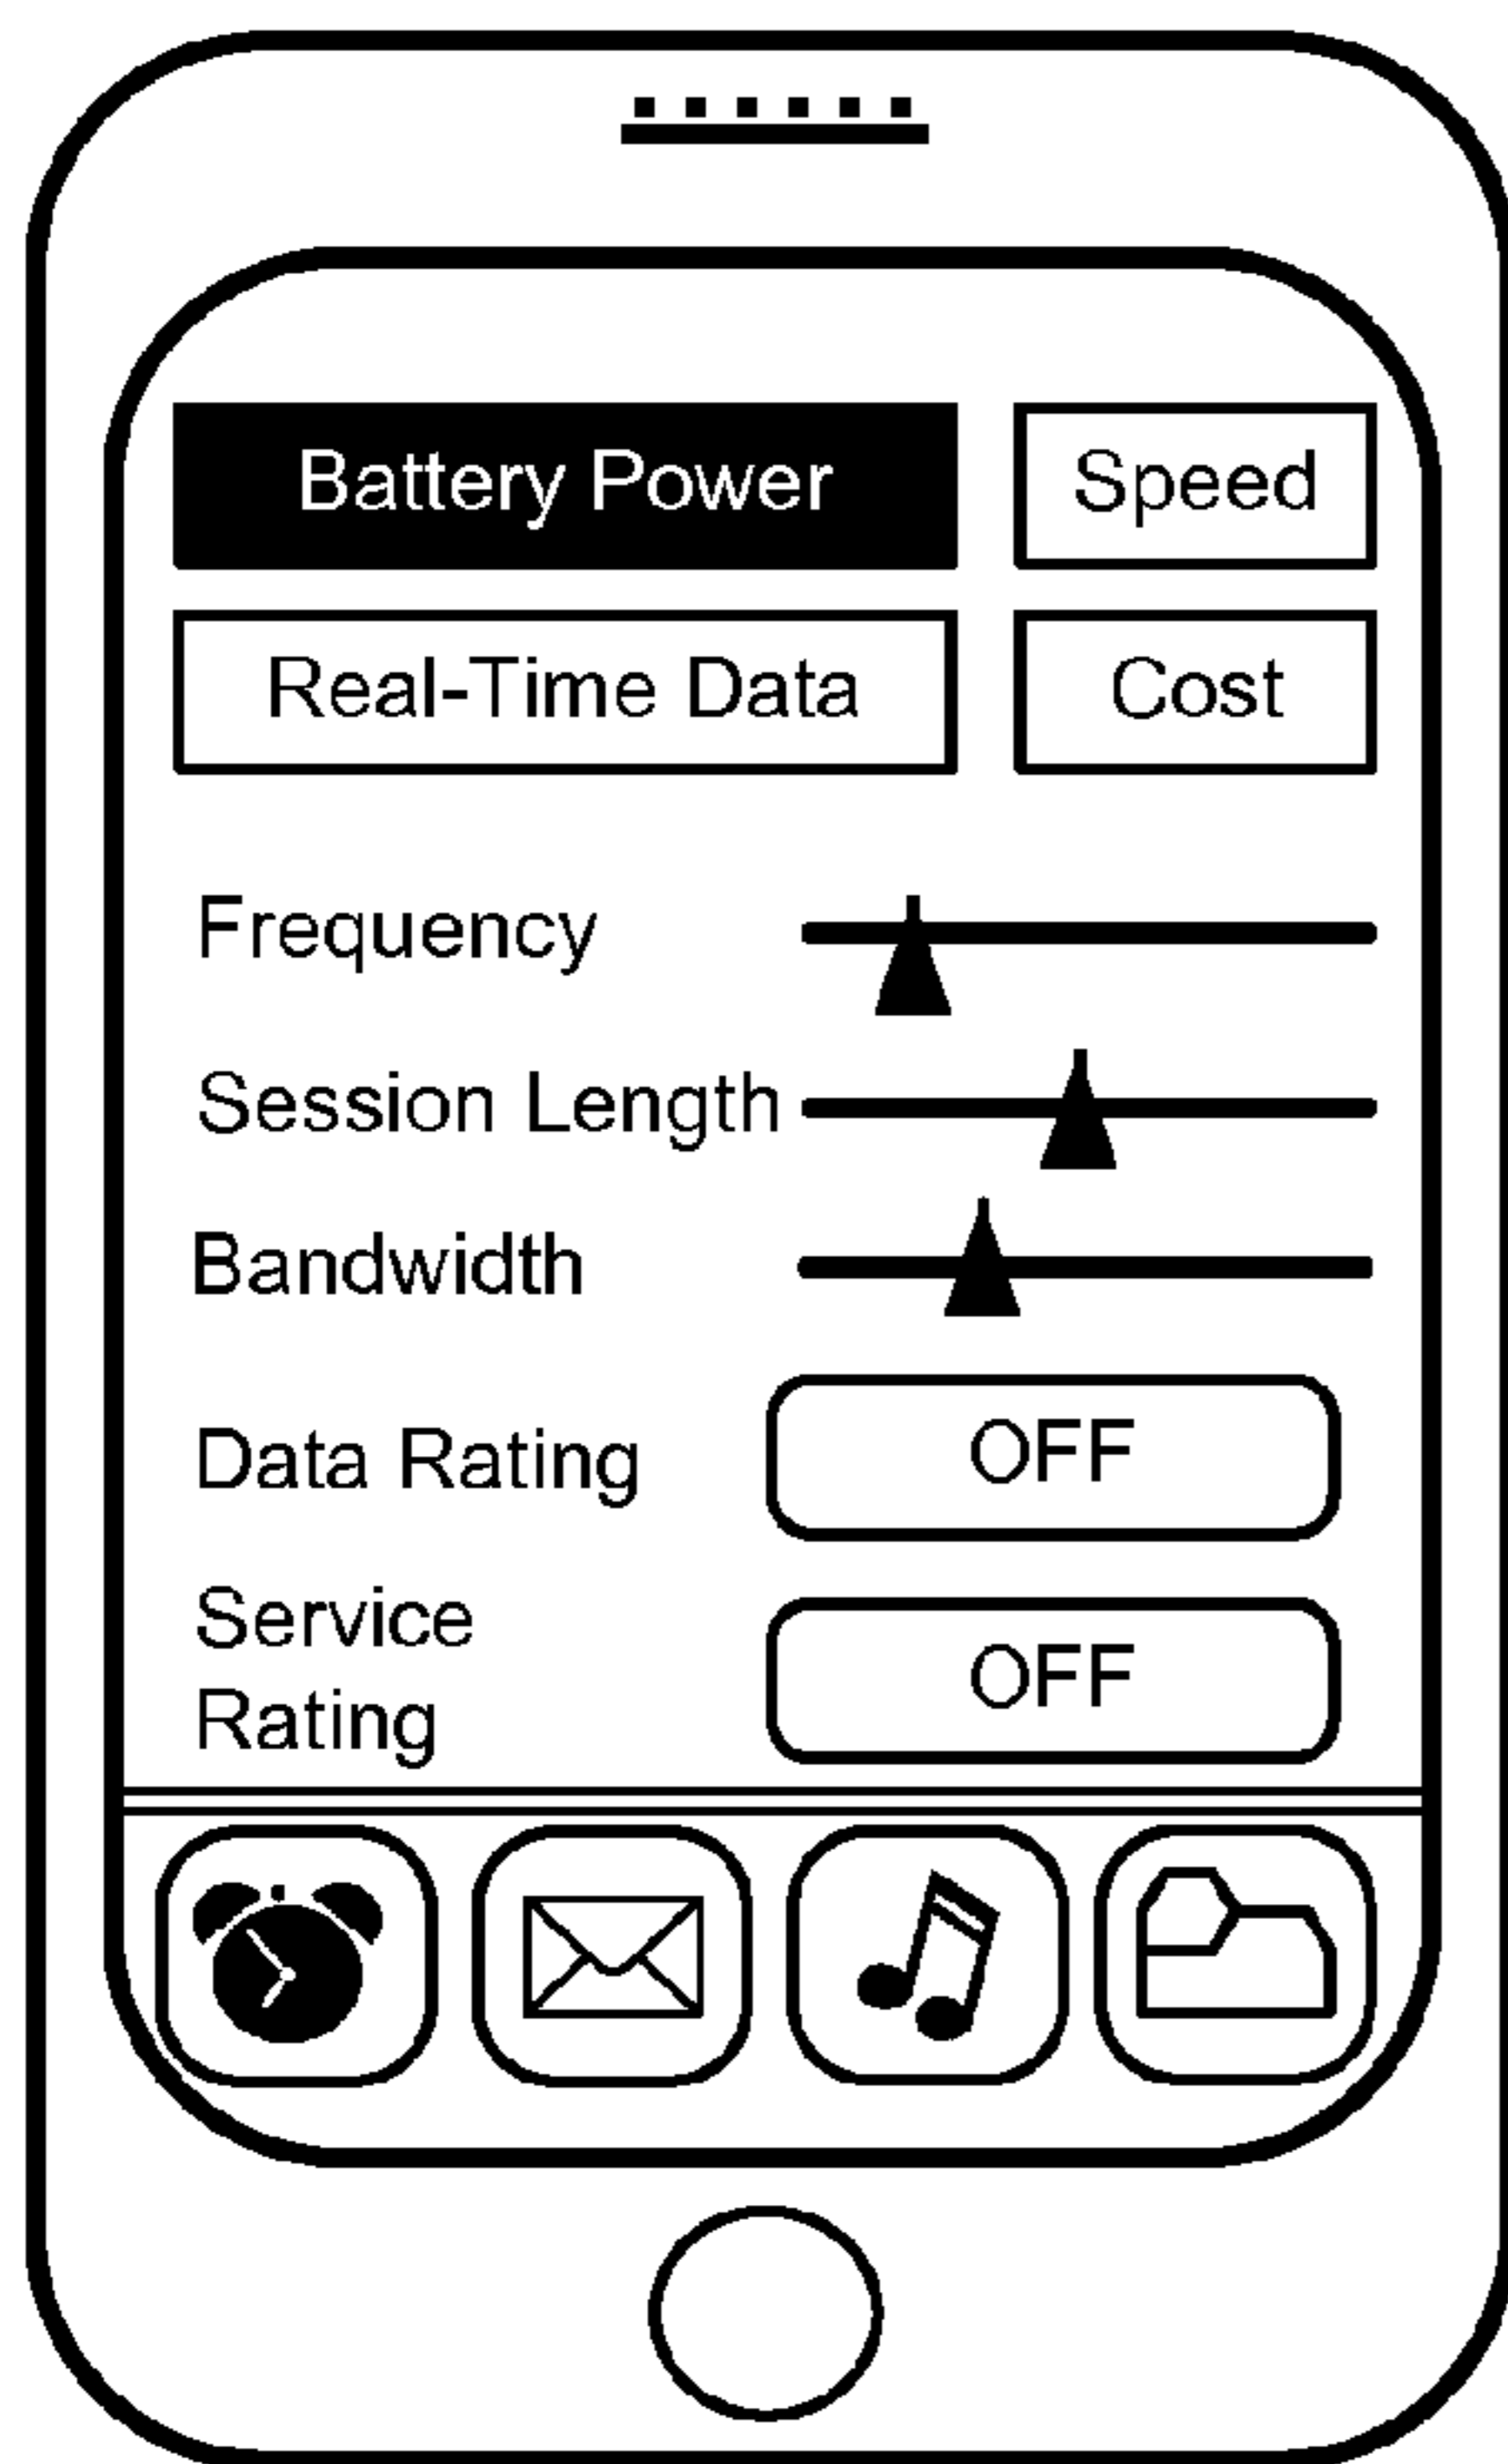 Battery Power
Speed
Real-Time Data
Cost
Frequency
Session Length
Bandwidth
Data Rating
OFF
Service
Rating
OFF